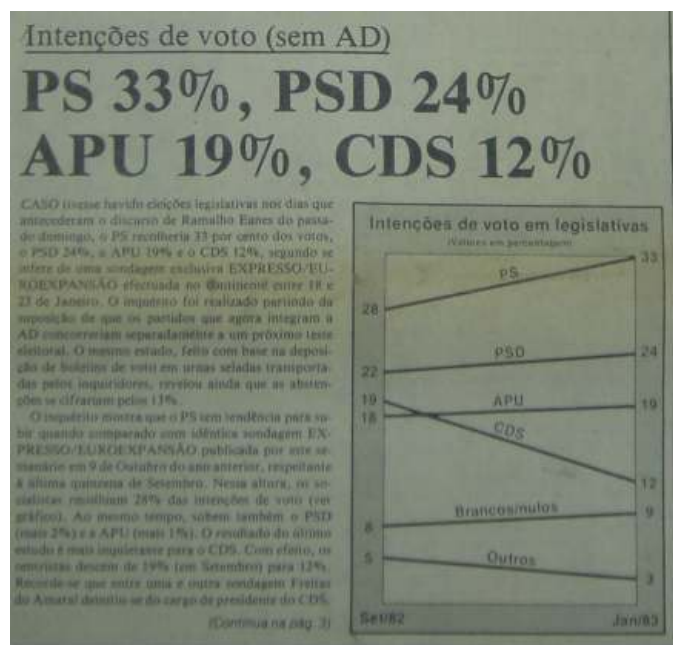 Intenções de voto (sem AD)
PS 33%, PSD 24%
APU 19%, CDS 12%
CASO tivesse havido eleições legislativas nos dias que
antecederam o discurso de Ramalho Eanes do passa-
do domingo, o PS recolheria 33 por cento dos votos,
o PSD 24%, a APU 19% e o CDS 12%, segundo se
infere de uma sondagem exclusiva EXPRESSO/EU-
ROEXPANSÃO efectuada no continente entre 18 e
23 de Janeiro. O inquérito foi realizado partindo da
suposição de que os partidos que agora integram a
AD concorreriam separadamente a um próximo teste
eleitoral. O mesmo estudo, feito com base na deposi-
ção de boletins de voto em urnas seladas transporta-
das pelos inquiridores, revelou ainda que as absten-
ções se cifrariam pelos 13%.
O inquérito mostra que o PS tem tendência para su-
bir quando comparado com idêntica sondagem EX-
PRESSO/EUROEXPANSÃO publicada por este se-
manário em 9 de Outubro do ano anterior, respeitante
à última quinzena de Setembro. Nessa altura, os so-
cialistas recolhiam 28% das intenções de voto (ver
gráfico). Ao mesmo tempo, sobem também o PSD
(mais 2%) e a APU (mais 1%). O resultado do último
estudo é mais inquietante para o CDS. Com efeito, os
centristas descem de 19% (em Setembro) para 12%.
Recorde-se que entre uma e outra sondagem Freitas
do Amaral demitiu-se do cargo de presidente do CDS.
(Continua na pág. 3)
Intenções de voto em legislativas
(Valores em percentagem)
33
PS
28
PSD
24
22
19
APU
19
18
CDS
12
Brancos/nulos
9
8
5
Outros
3
Set/82
Jan/83